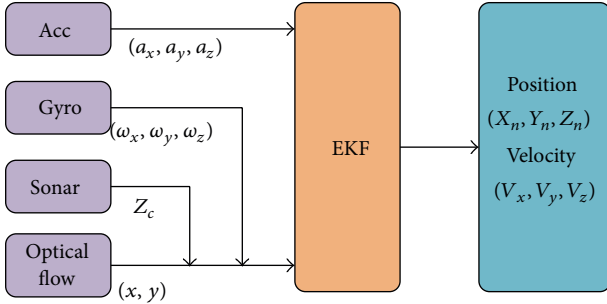 Acc
(a_x, a_y, a_z)
Gyro
(ω_x, ω_y, ω_z)
Sonar
Z_c
Optical
flow
(x, y)
EKF
Position
(X_n, Y_n, Z_n)
Velocity
(V_x, V_y, V_z)